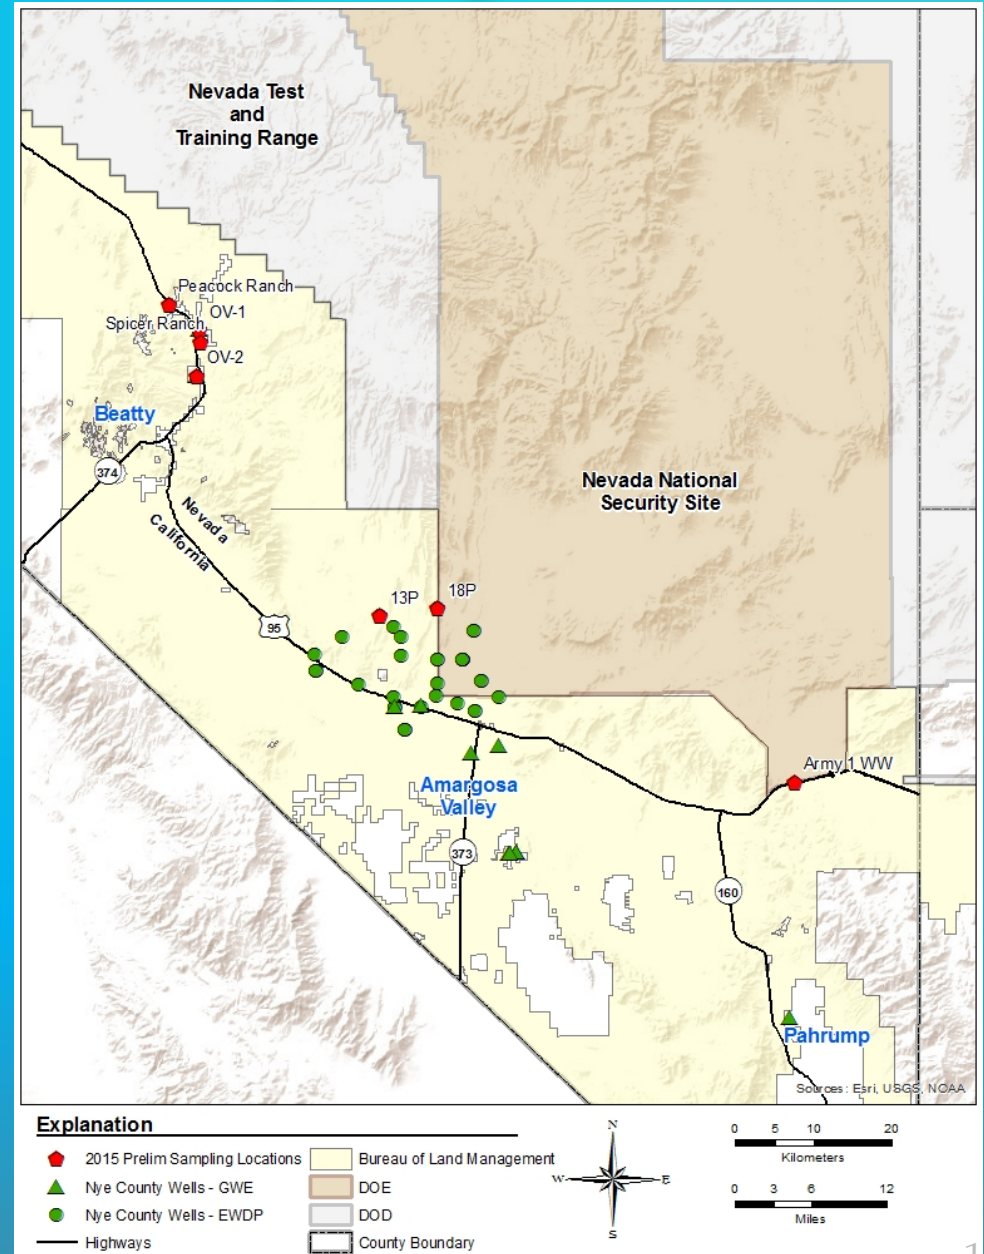 Nevada Test
and
Training Range
Peacock Ranch
OV-1
Spicer Ranch
OV-2
Beatty
374
Nevada
California
Nevada National
Security Site
13P
18P
95
Army 1 WW
Amargosa
Valley
373
160
Pahrump
Sources: Esri, USGS, NOAA
Explanation
2015 Prelim Sampling Locations
Nye County Wells - GWE
Nye County Wells - EWDP
Highways
Bureau of Land Management
DOE
DOD
County Boundary
N
W
E
S
0 5 10 20
Kilometers
0 3 6 12
Miles
1